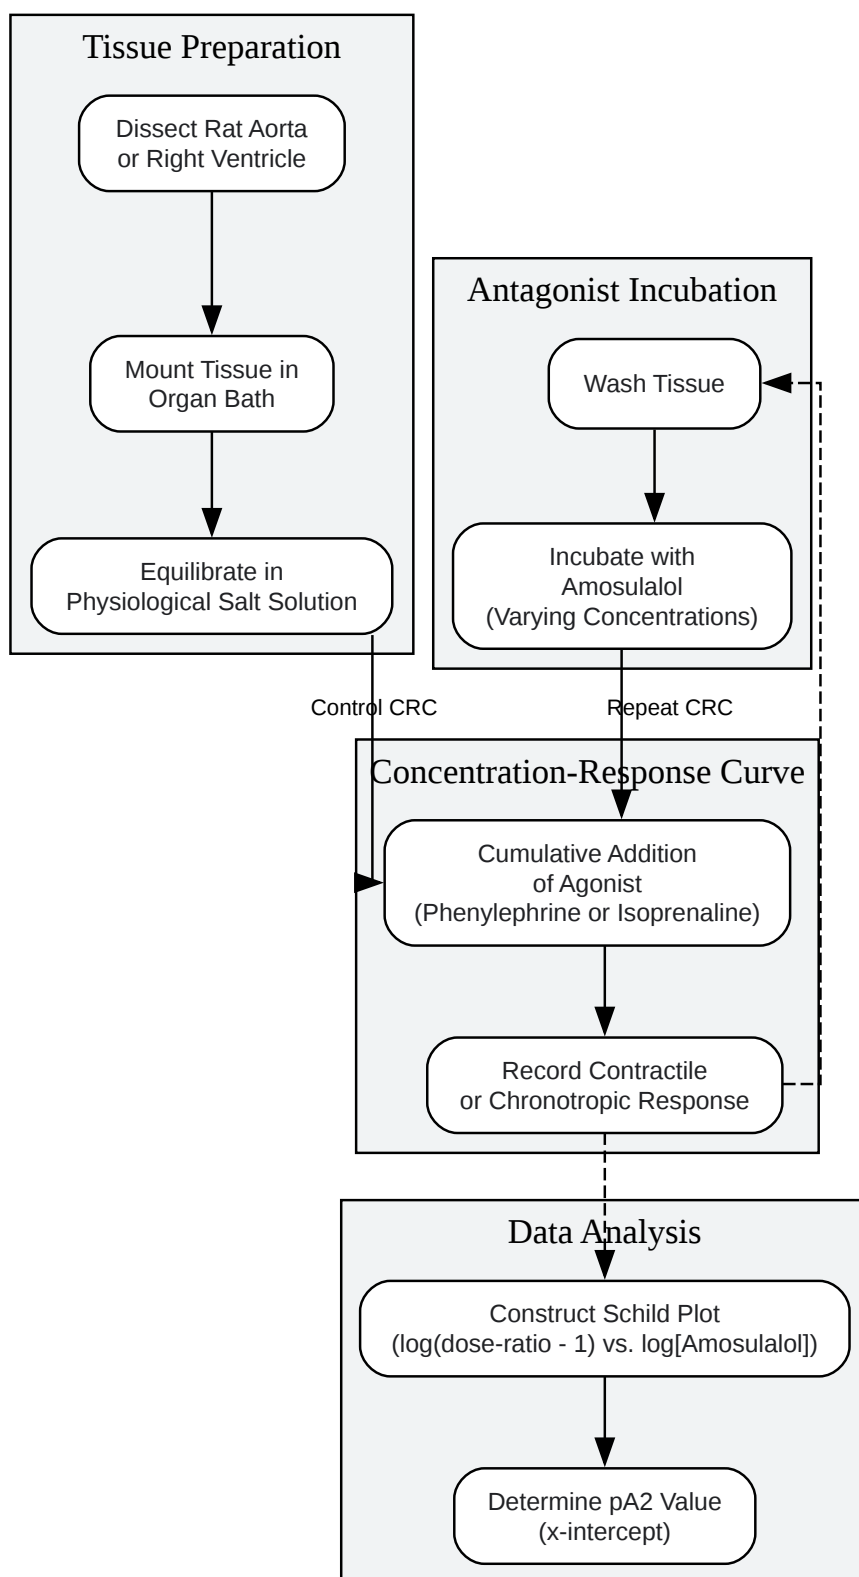 Tissue Preparation
Dissect Rat Aorta
or Right Ventricle
Mount Tissue in
Organ Bath
Equilibrate in
Physiological Salt Solution
Antagonist Incubation
Wash Tissue
Incubate with
Amosulalol
(Varying Concentrations)
Control CRC
Repeat CRC
Concentration-Response Curve
Cumulative Addition
of Agonist
(Phenylephrine or Isoprenaline)
Record Contractile
or Chronotropic Response
Data Analysis
Construct Schild Plot
(log(dose-ratio - 1) vs. log[Amosulalol])
Determine pA2 Value
(x-intercept)